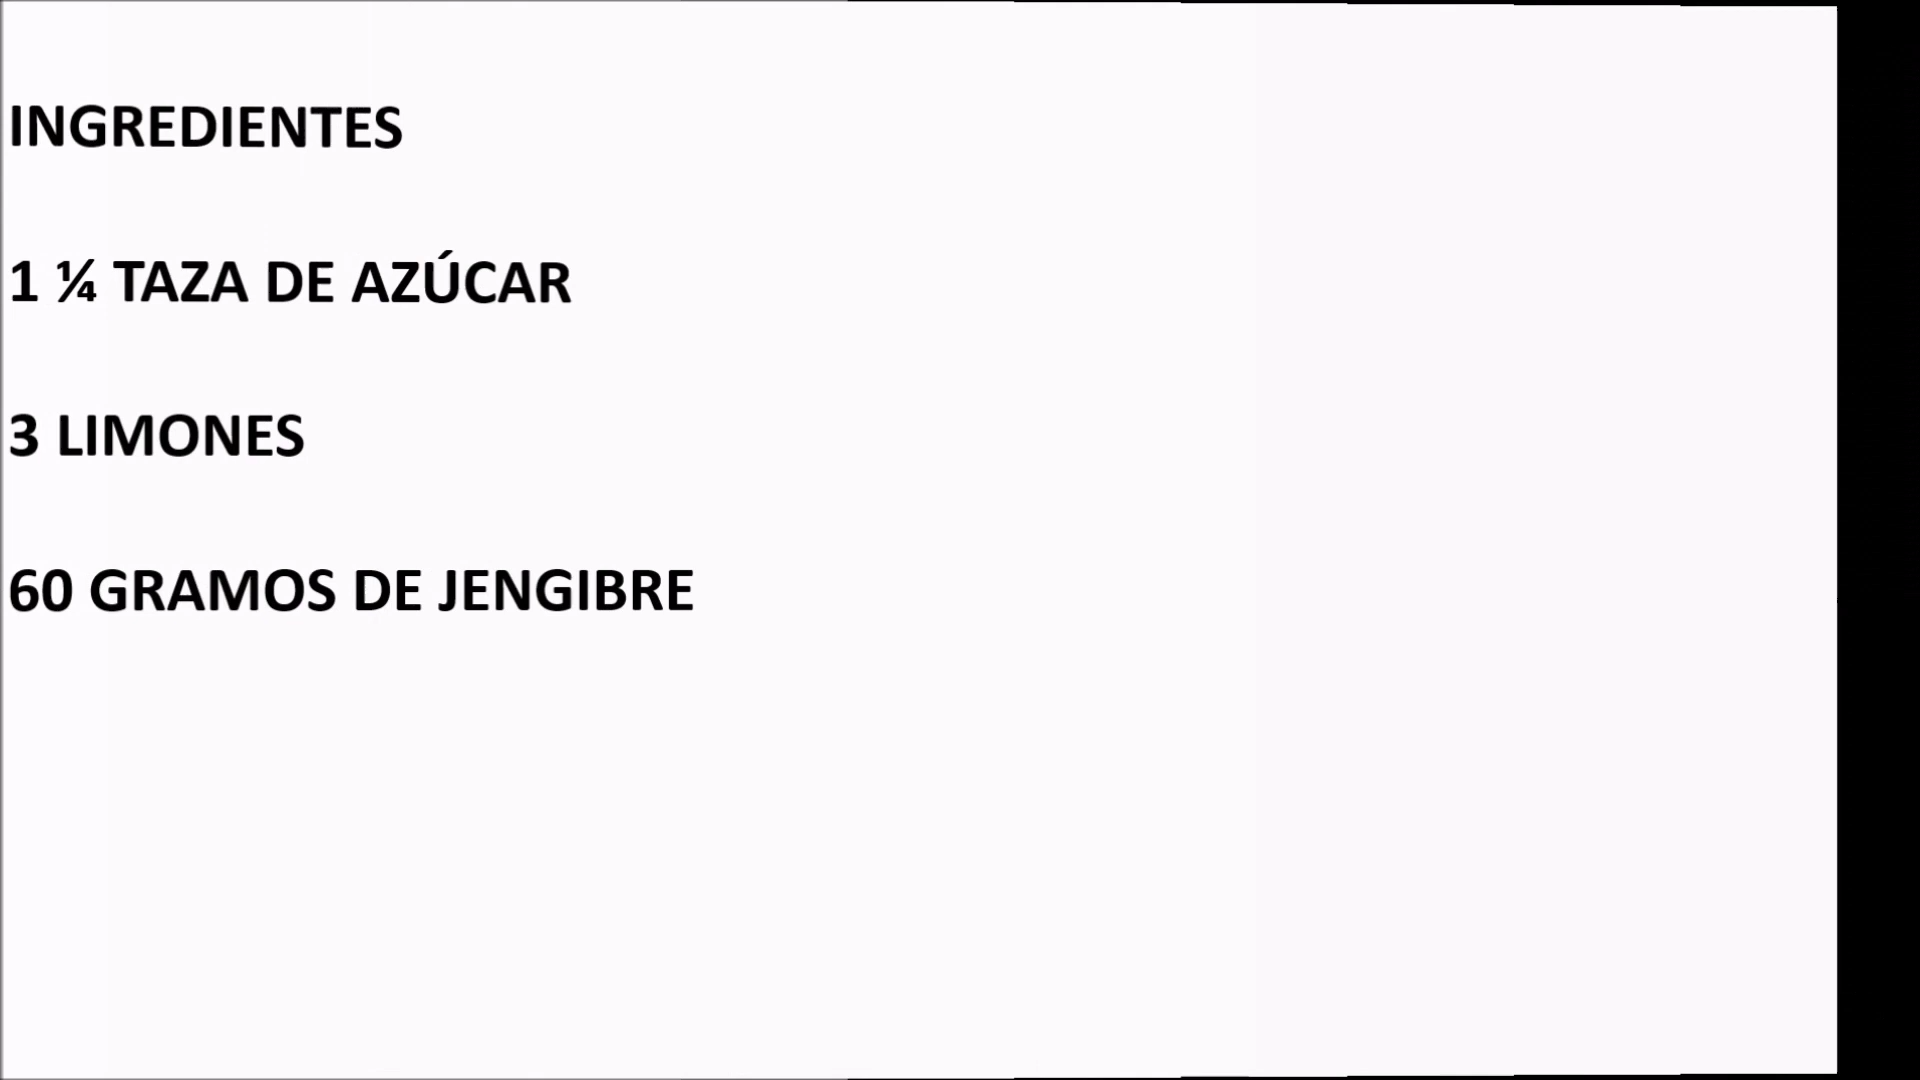 INGREDIENTES
1 ¼ TAZA DE AZÚCAR
3 LIMONES
60 GRAMOS DE JENGIBRE